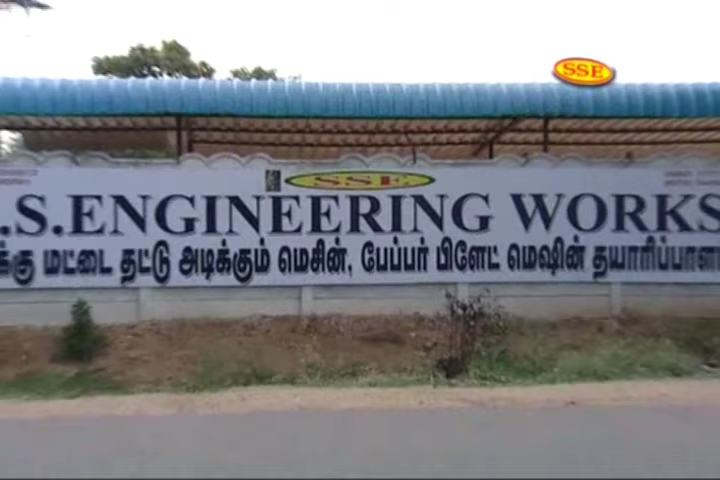 SSE
SSE
.S.ENGINEERING WORKS
க்கு மட்டை தட்டு அடிக்கும் மெசின், பேப்பர் பிளேட் மெஷின் தயாரிப்பாள